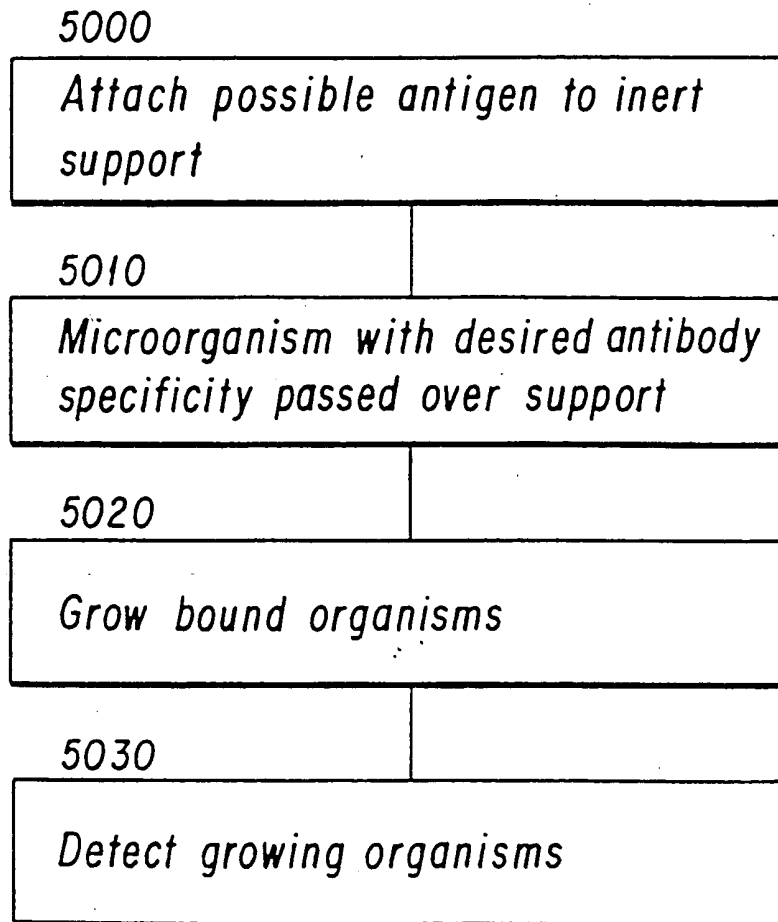 5000
Attach possible antigen to inert
support
5010
Microorganism with desired antibody
specificity passed over support
5020
Grow bound organisms
5030
Detect growing organisms